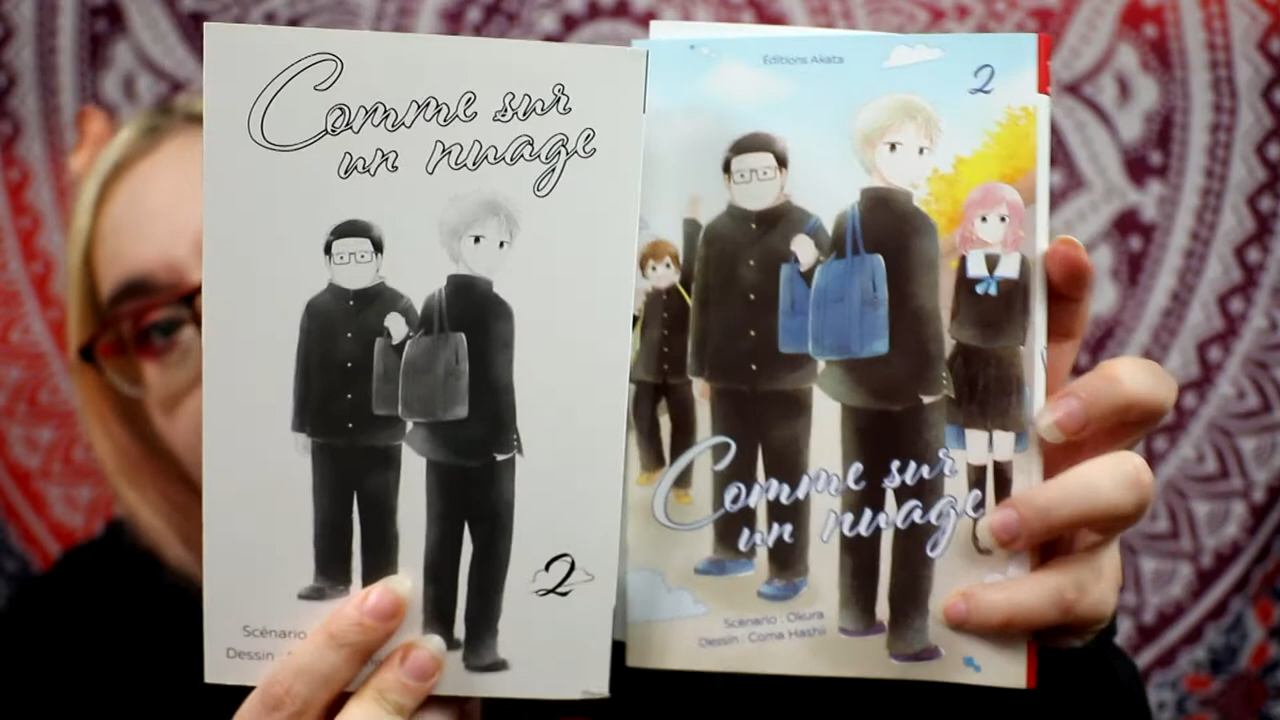 Comme sur
un nuage
2
Scénario
Dessin :
Editions Akata
2
Comme sur
un nuage
Scénario : Okura
Dessin : Coma Hashii